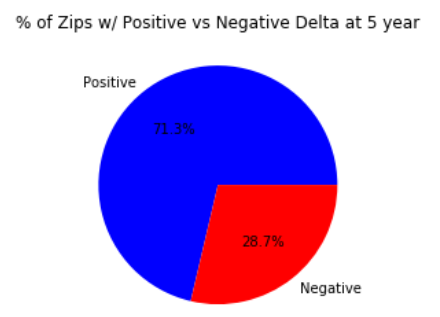 % of Zips w/ Positive vs Negative Delta at 5 year
Positive
71.3%
28.7%
Negative